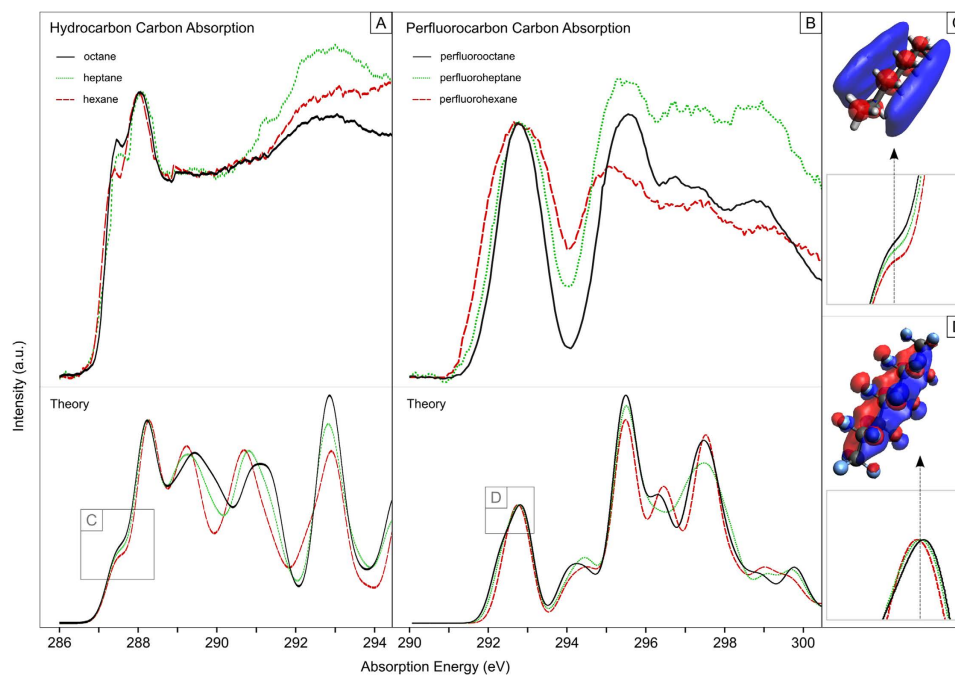 Hydrocarbon Carbon Absorption
A
octane
heptane
hexane
Perfluorocarbon Carbon Absorption
B
perfluorooctane
perfluoroheptane
perfluorohexane
Intensity (a.u.)
Theory
C
Theory
D
286 288 290 292 294
290 292 294 296 298 300
Absorption Energy (eV)